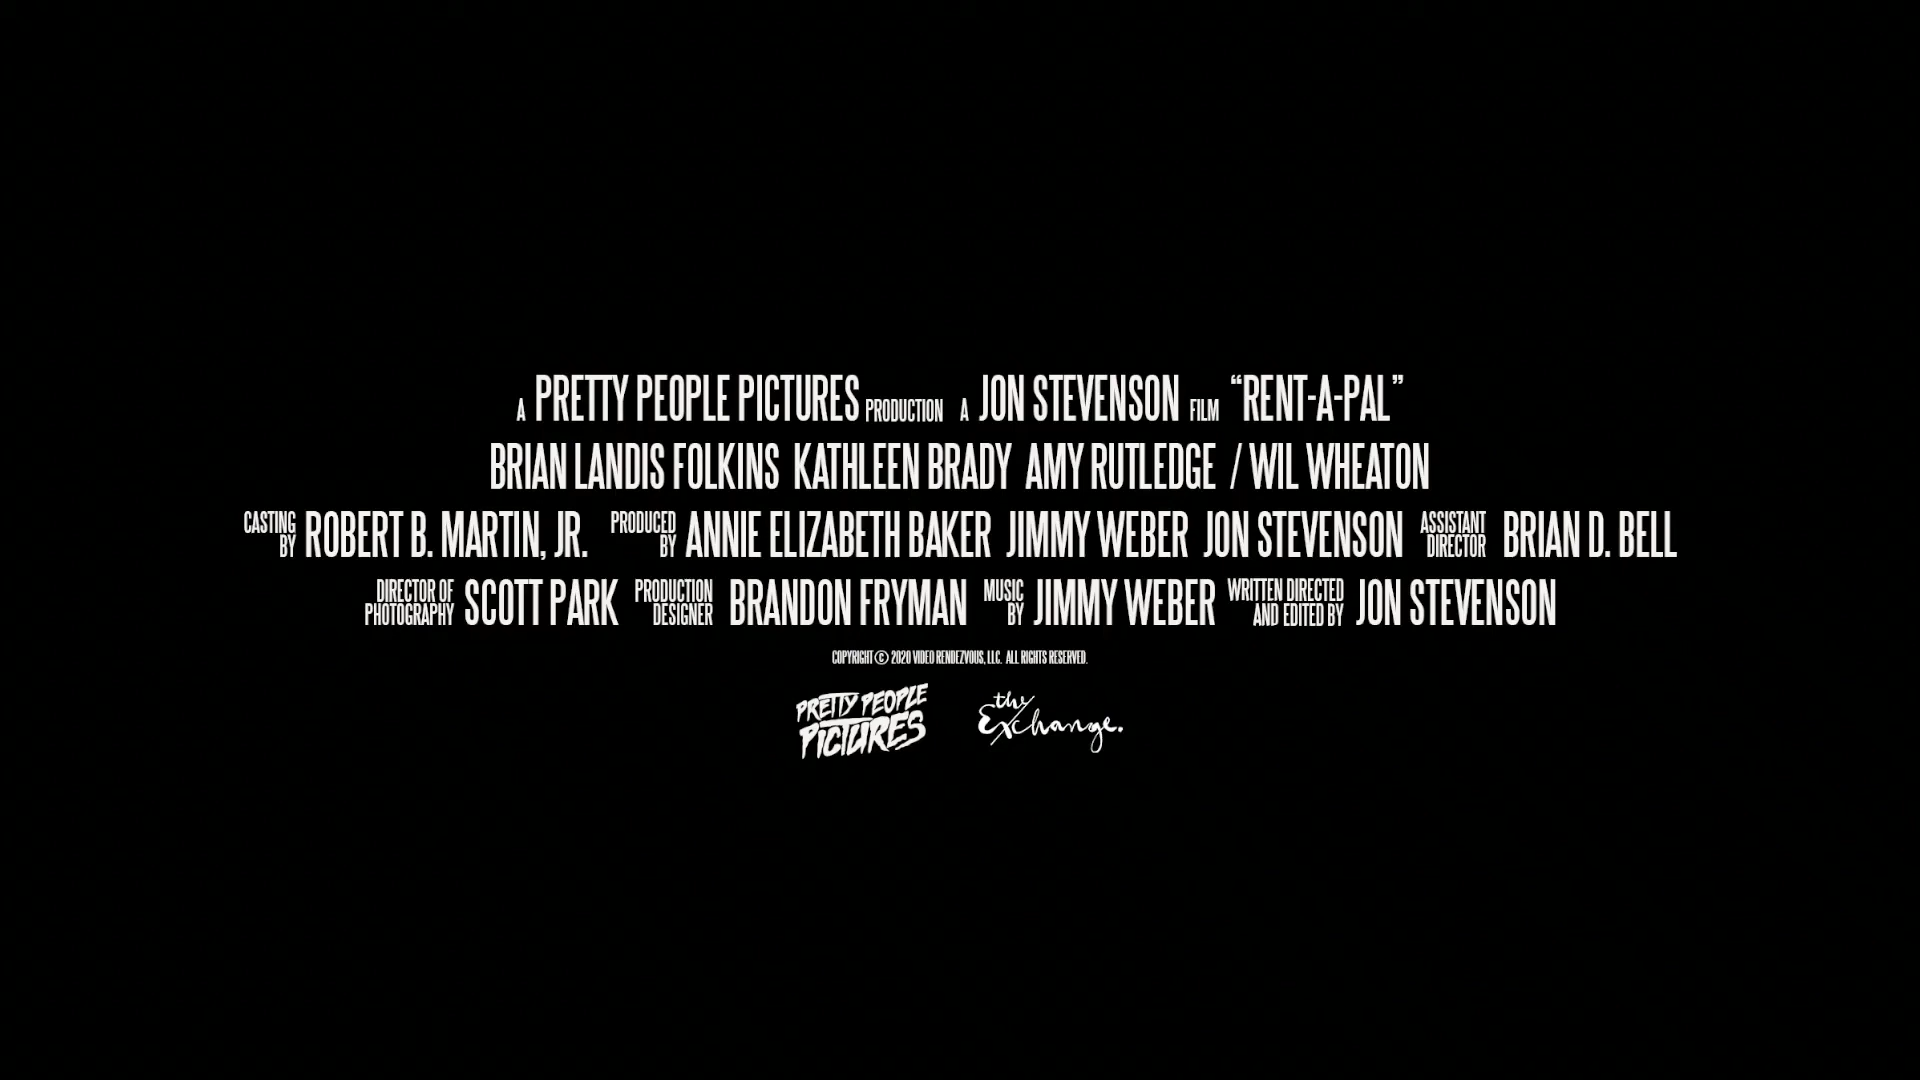 A PRETTY PEOPLE PICTURES PRODUCTION A JON STEVENSON FILM “RENT-A-PAL”
BRIAN LANDIS FOLKINS KATHLEEN BRADY AMY RUTLEDGE / WIL WHEATON
CASTING BY ROBERT B. MARTIN, JR. PRODUCED BY ANNIE ELIZABETH BAKER JIMMY WEBER JON STEVENSON ASSISTANT DIRECTOR BRIAN D. BELL
DIRECTOR OF PHOTOGRAPHY SCOTT PARK PRODUCTION DESIGNER BRANDON FRYMAN MUSIC BY JIMMY WEBER WRITTEN DIRECTED AND EDITED BY JON STEVENSON
COPYRIGHT © 2020 VIDEO RENDEZVOUS, LLC. ALL RIGHTS RESERVED.
PRETTY PEOPLE PICTURES
the Exchange.